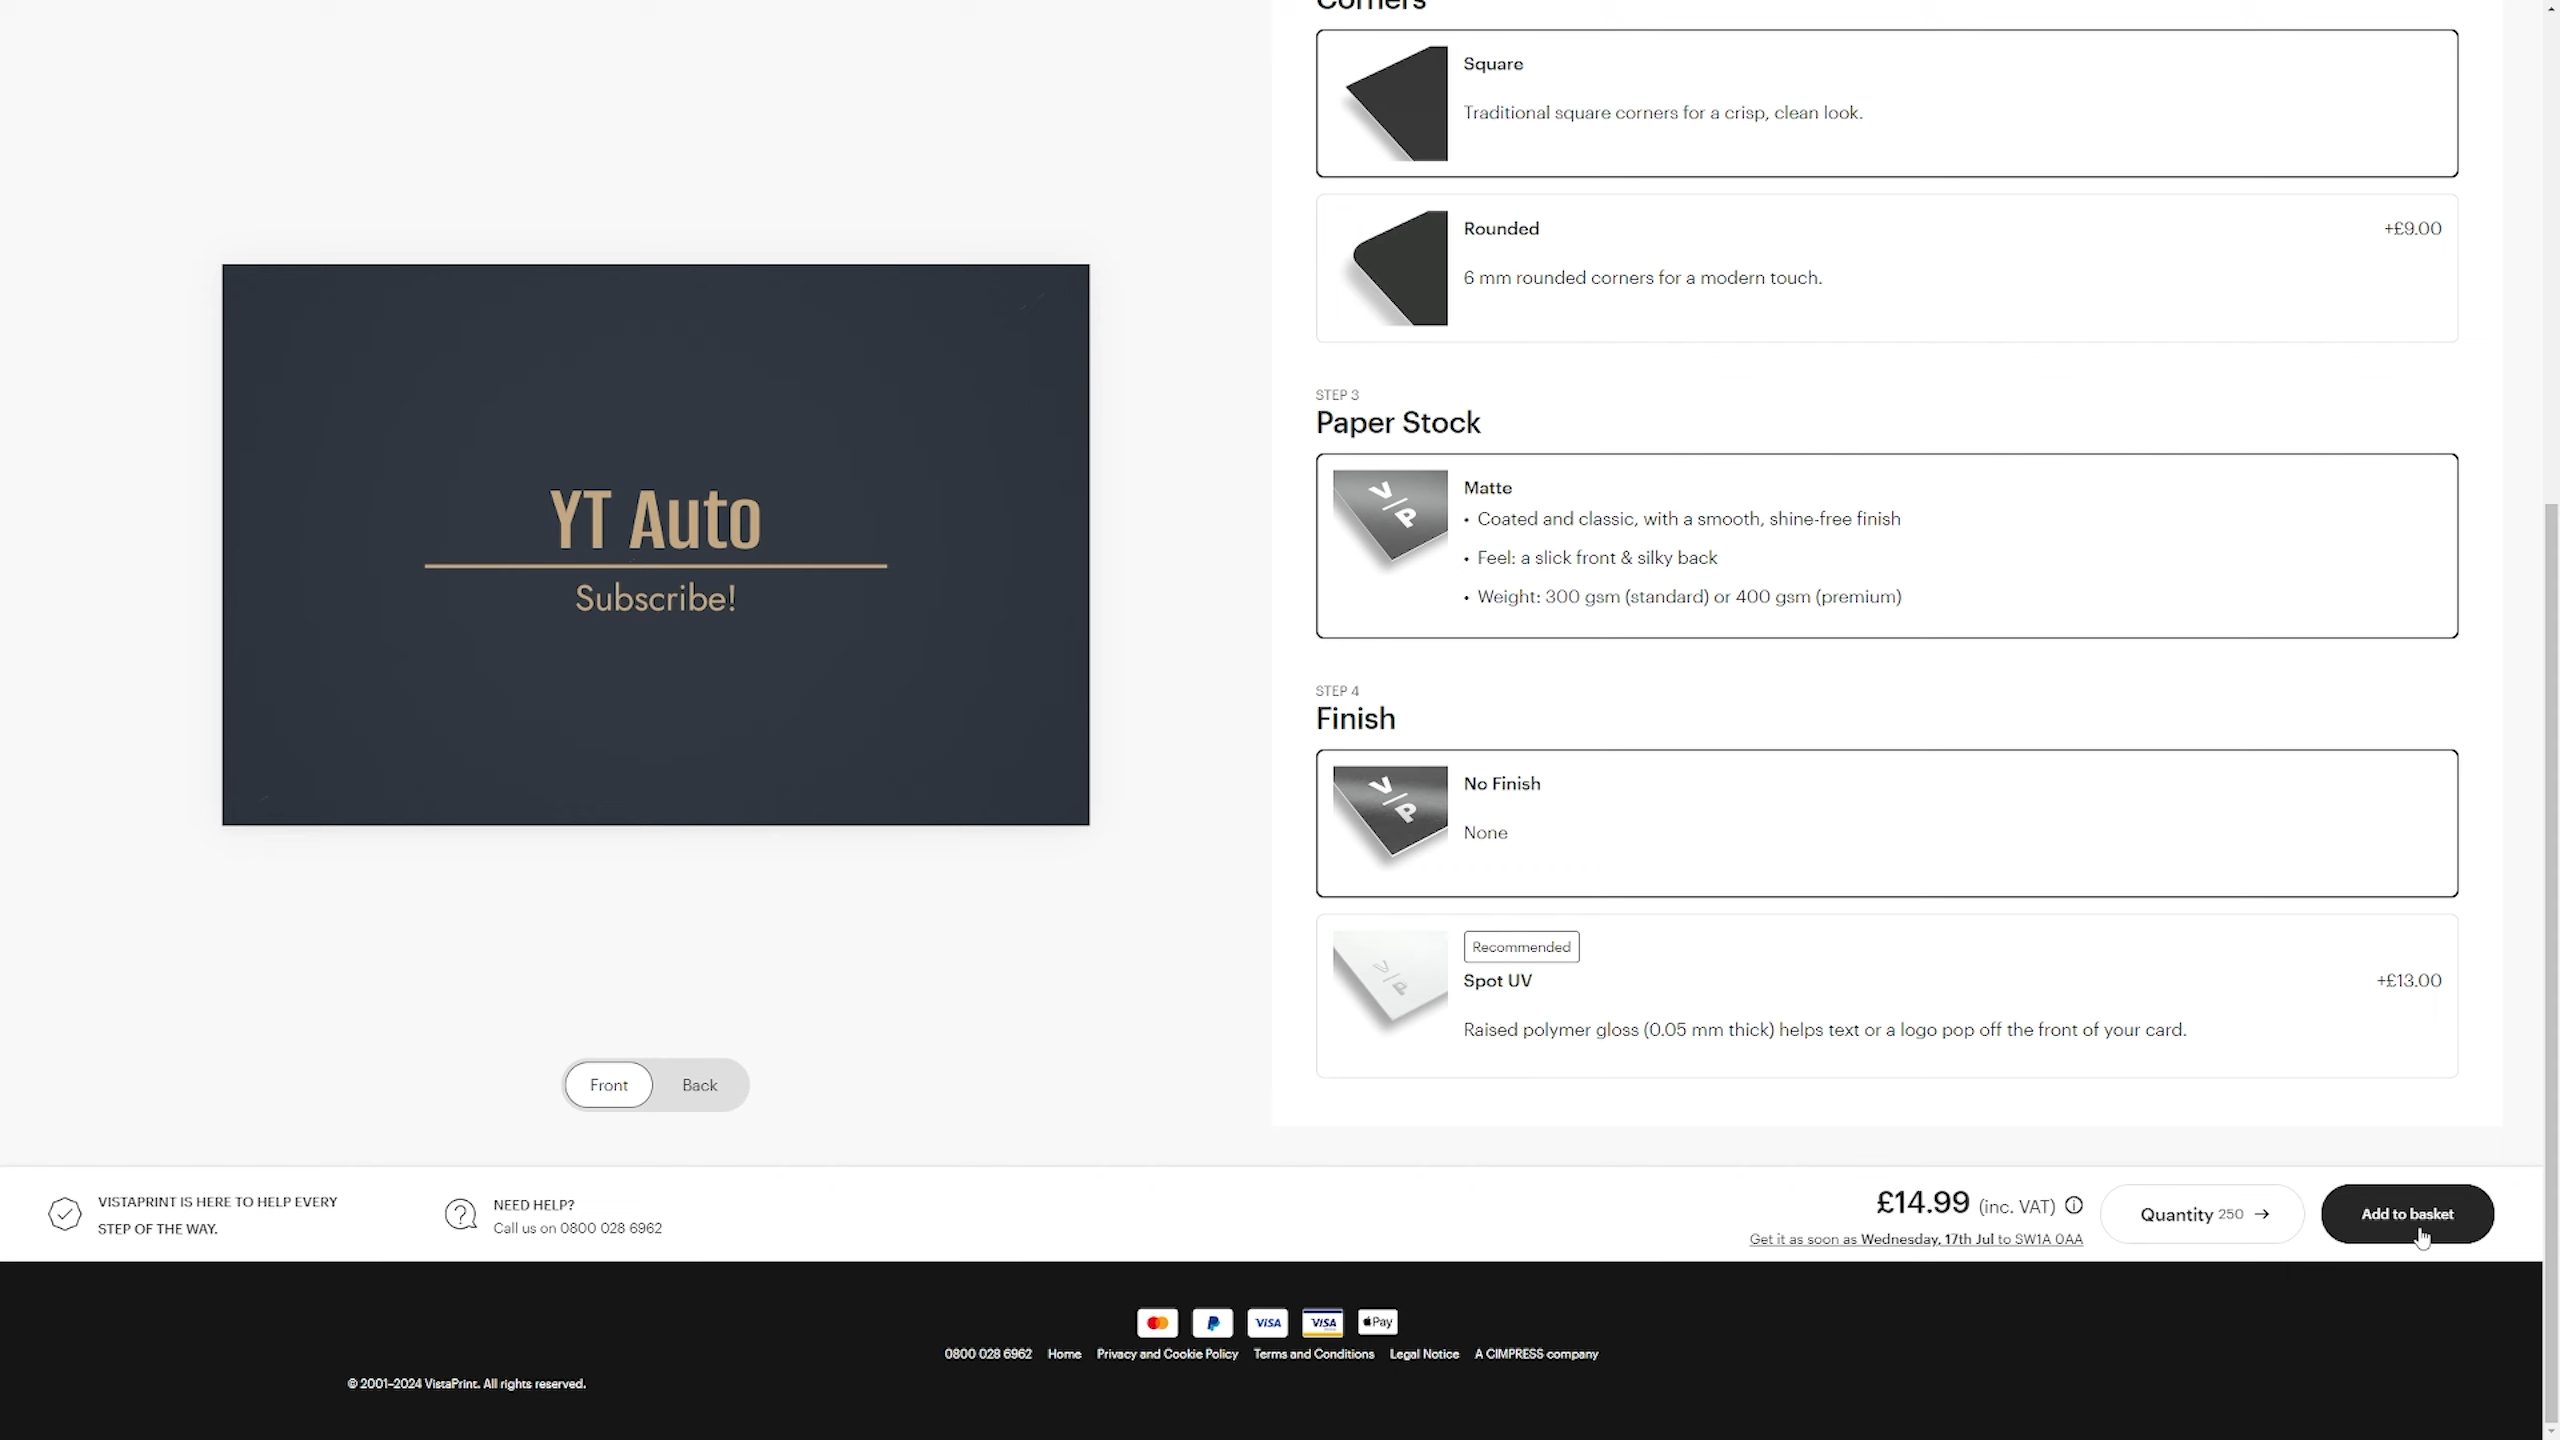 Corners
Square
Traditional square corners for a crisp, clean look.
Rounded
+£9.00
6 mm rounded corners for a modern touch.
STEP 3
Paper Stock
V/P
Matte
• Coated and classic, with a smooth, shine-free finish
• Feel: a slick front & silky back
• Weight: 300 gsm (standard) or 400 gsm (premium)
STEP 4
Finish
V/P
No Finish
None
V/P
Recommended
Spot UV
+£13.00
Raised polymer gloss (0.05 mm thick) helps text or a logo pop off the front of your card.
YT Auto
Subscribe!
Front
Back
VISTAPRINT IS HERE TO HELP EVERY
STEP OF THE WAY.
NEED HELP?
Call us on 0800 028 6962
£14.99 (inc. VAT)
Get it as soon as Wednesday, 17th Jul to SW1A 0AA
Quantity 250
Add to basket
VISA
VISA
Pay
0800 028 6962 Home Privacy and Cookie Policy Terms and Conditions Legal Notice A CIMPRESS company
© 2001–2024 VistaPrint. All rights reserved.